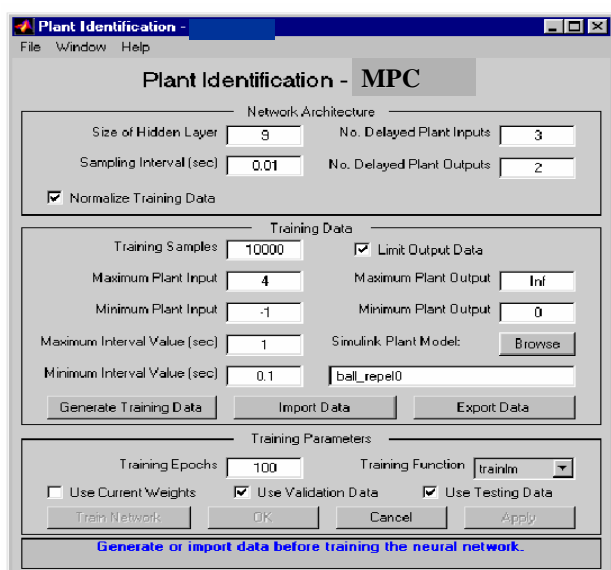 Plant Identification -
File Window Help
Plant Identification - MPC
Network Architecture
Size of Hidden Layer 9 No. Delayed Plant Inputs 3
Sampling Interval (sec) 0.01 No. Delayed Plant Outputs 2
Normalize Training Data
Training Data
Training Samples 10000 Limit Output Data
Maximum Plant Input 4 Maximum Plant Output Inf
Minimum Plant Input -1 Minimum Plant Output 0
Maximum Interval Value (sec) 1 Simulink Plant Model: Browse
Minimum Interval Value (sec) 0.1 ball_repel0
Generate Training Data Import Data Export Data
Training Parameters
Training Epochs 100 Training Function trainlm
Use Current Weights Use Validation Data Use Testing Data
Train Network OK Cancel Apply
Generate or import data before training the neural network.